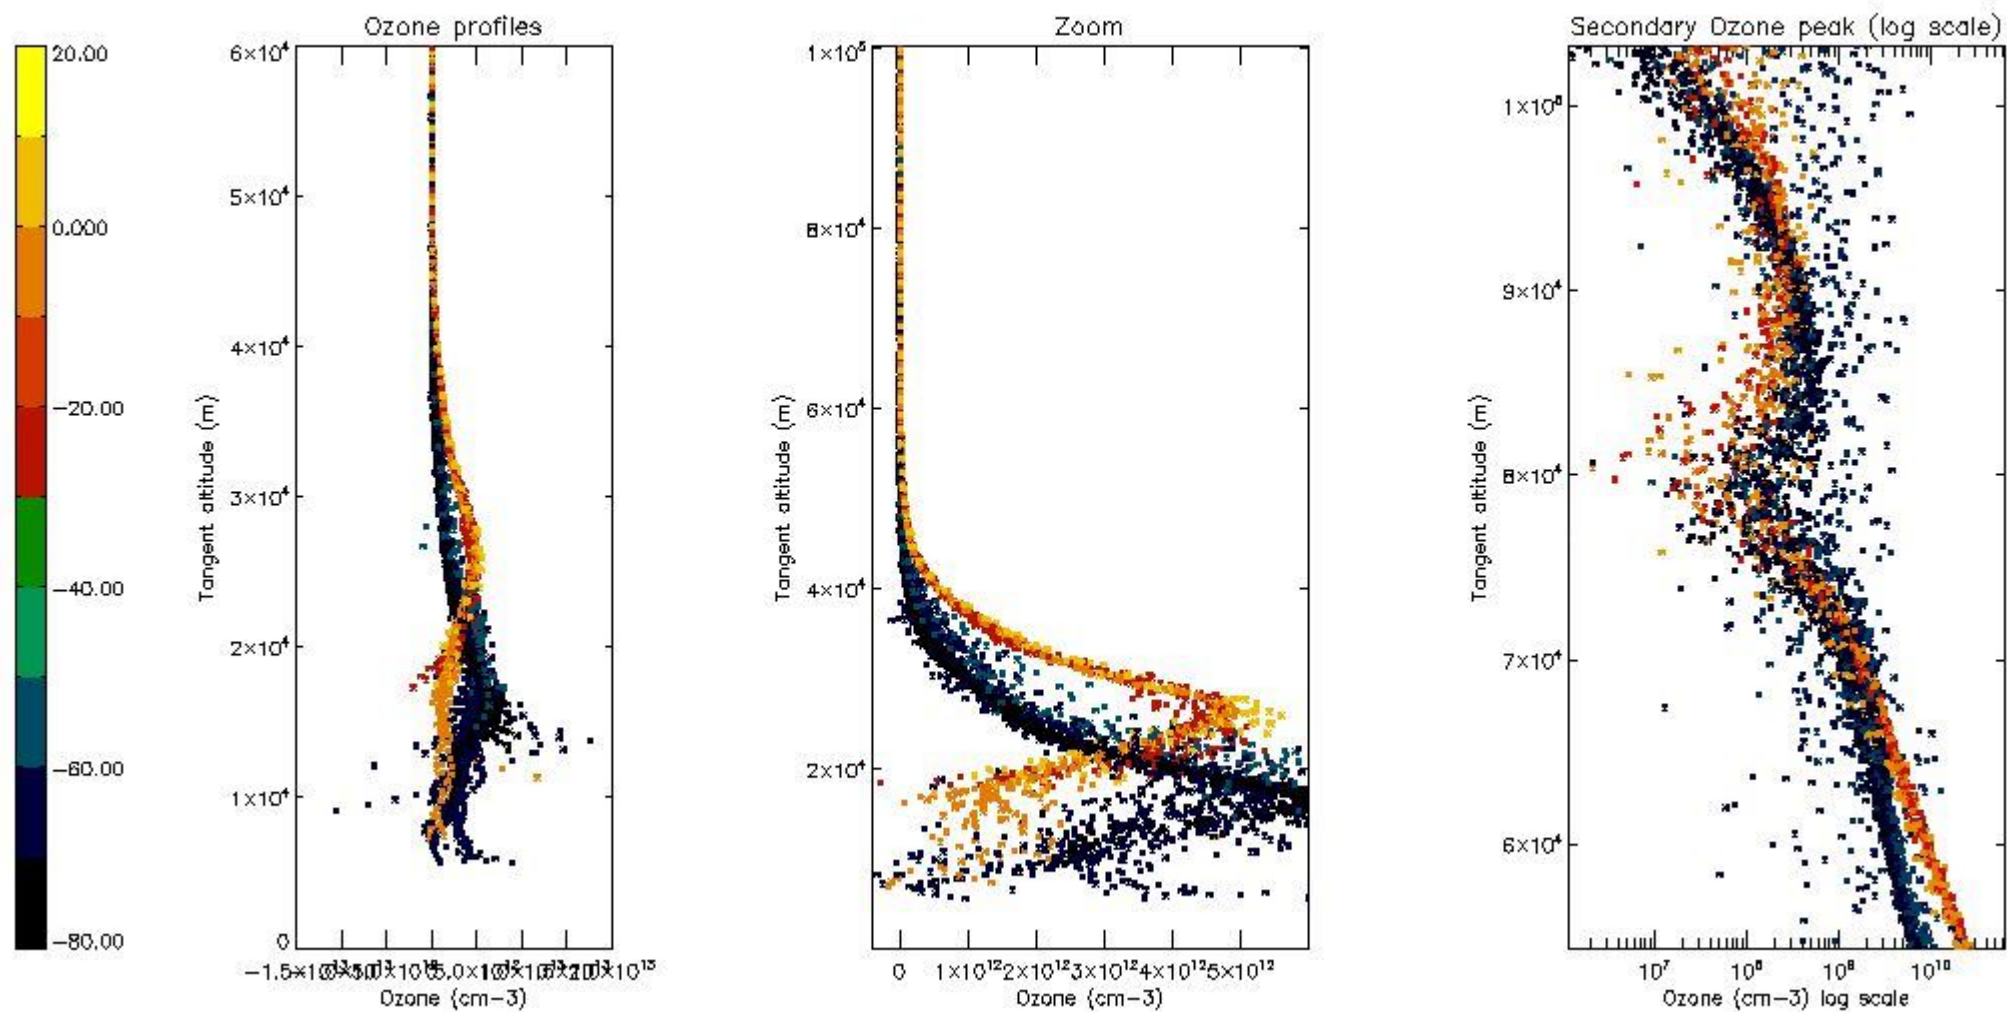 Ozone profiles
Zoom
Secondary Ozone peak (log scale)
20.00
0.000
−20.00
−40.00
−60.00
−80.00
Tangent altitude (m)
6×10⁴
5×10⁴
4×10⁴
3×10⁴
2×10⁴
1×10⁴
0
Ozone (cm−3)
Tangent altitude (m)
1×10⁵
8×10⁴
6×10⁴
4×10⁴
2×10⁴
0 1×10¹² 2×10¹² 3×10¹² 4×10¹² 5×10¹²
Ozone (cm−3)
Tangent altitude (m)
1×10⁵
9×10⁴
8×10⁴
7×10⁴
6×10⁴
10⁷ 10⁸ 10⁹ 10¹⁰
Ozone (cm−3) log scale